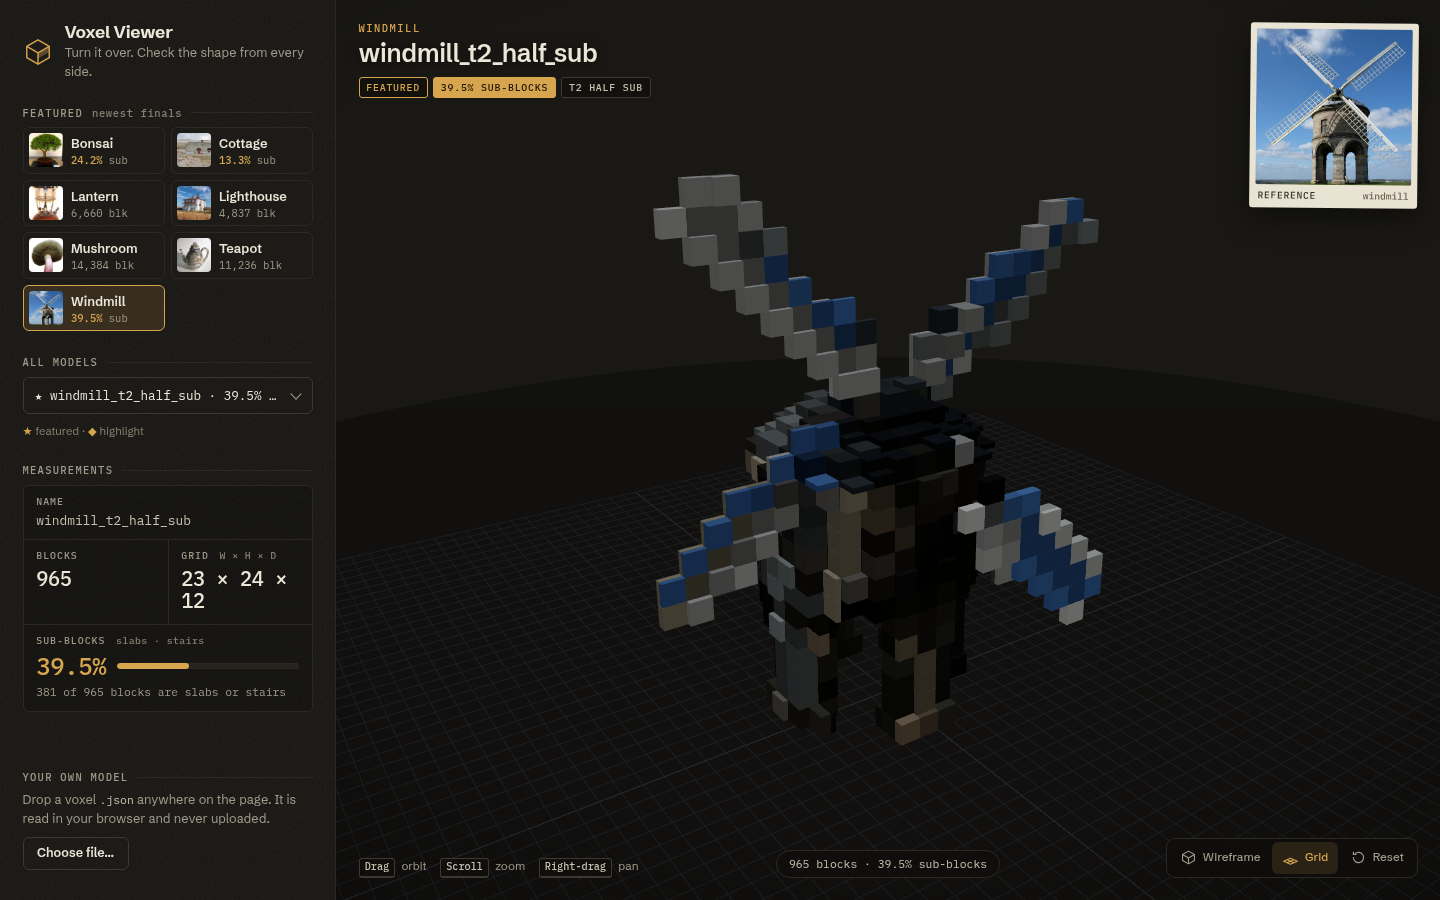 Voxel Viewer
Turn it over. Check the shape from every
side.
FEATURED newest finals
Bonsai
24.2% sub
Cottage
13.3% sub
Lantern
6,660 blk
Lighthouse
4,837 blk
Mushroom
14,384 blk
Teapot
11,236 blk
Windmill
39.5% sub
ALL MODELS
★ windmill_t2_half_sub · 39.5% …
★ featured · ◆ highlight
MEASUREMENTS
NAME
windmill_t2_half_sub
BLOCKS
965
GRID W × H × D
23 × 24 ×
12
SUB-BLOCKS slabs · stairs
39.5%
381 of 965 blocks are slabs or stairs
YOUR OWN MODEL
Drop a voxel .json anywhere on the page. It is
read in your browser and never uploaded.
Choose file…
WINDMILL
windmill_t2_half_sub
FEATURED
39.5% SUB-BLOCKS
T2 HALF SUB
REFERENCE windmill
Drag orbit Scroll zoom Right-drag pan
965 blocks · 39.5% sub-blocks
Wireframe Grid Reset